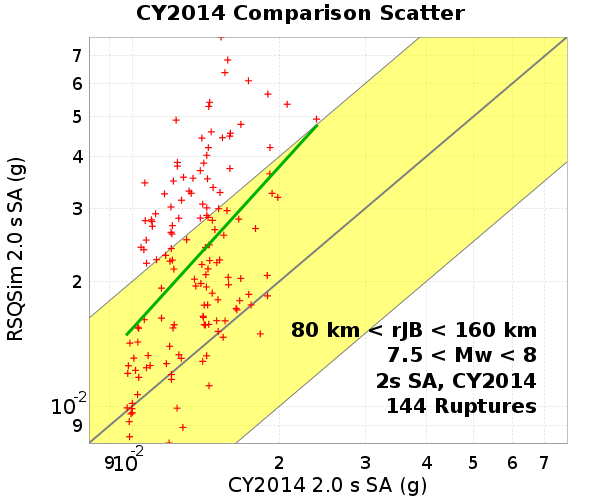 CY2014 Comparison Scatter
RSQSim 2.0 s SA (g)
7
6
5
4
3
2
10-2
9
80 km < rJB < 160 km
7.5 < Mw < 8
2s SA, CY2014
144 Ruptures
9 10-2 2 3 4 5 6 7
CY2014 2.0 s SA (g)